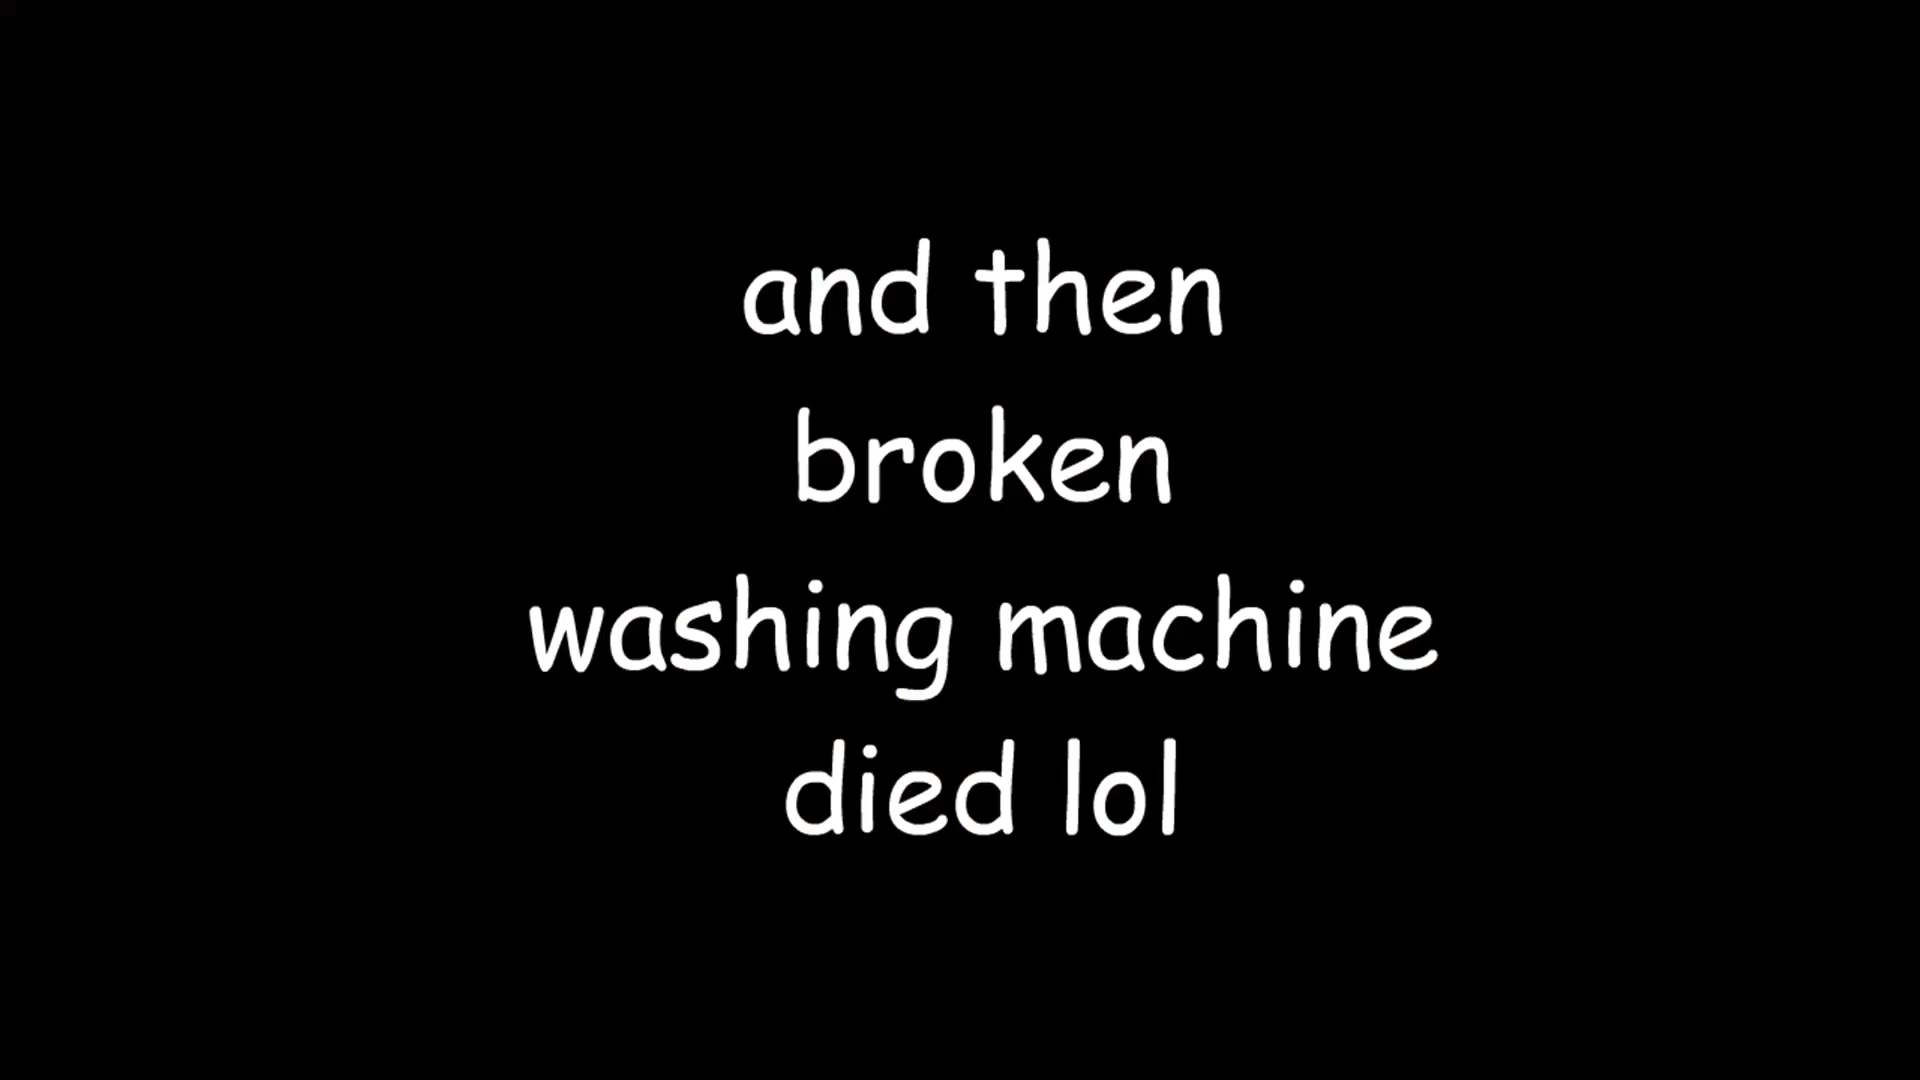 and then
broken
washing machine
died lol